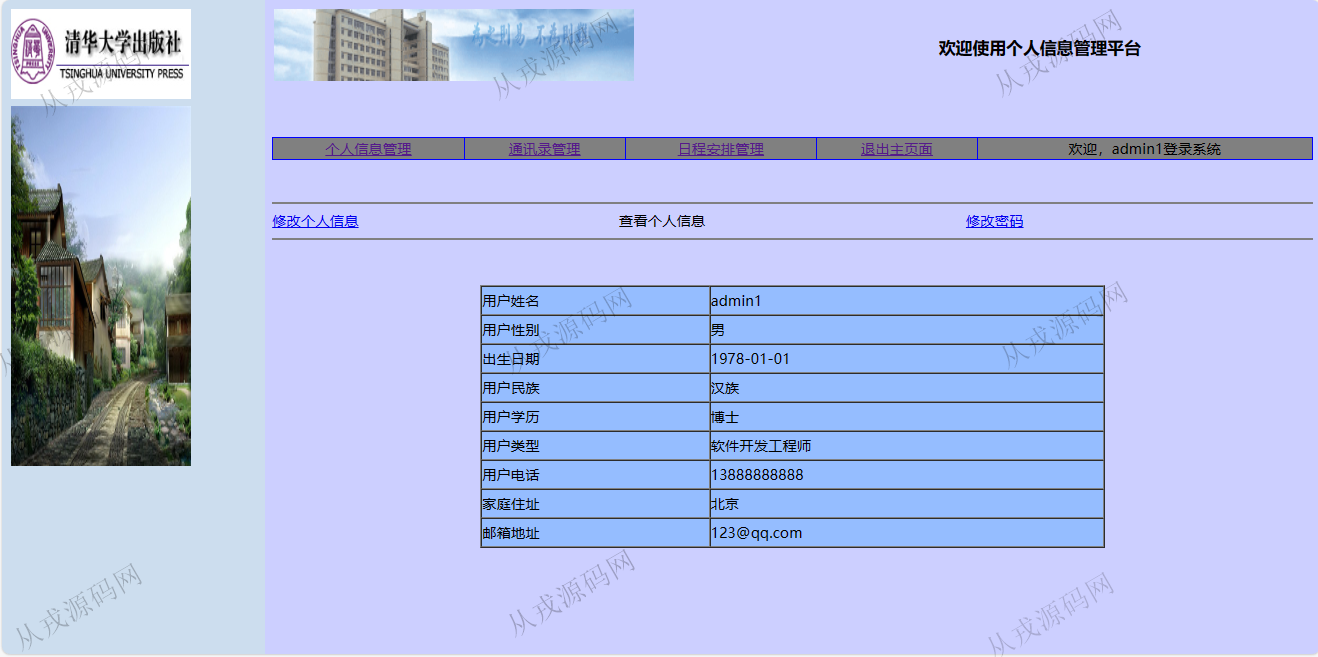 清华大学出版社
TSINGHUA UNIVERSITY PRESS
欢迎使用个人信息管理平台
个人信息管理 通讯录管理 日程安排管理 退出主页面 欢迎，admin1登录系统
修改个人信息 查看个人信息 修改密码
用户姓名 admin1
用户性别 男
出生日期 1978-01-01
用户民族 汉族
用户学历 博士
用户类型 软件开发工程师
用户电话 13888888888
家庭住址 北京
邮箱地址 123@qq.com
从戎源码网
从戎源码网
从戎源码网
从戎源码网
从戎源码网
从戎源码网
从戎源码网
从戎源码网